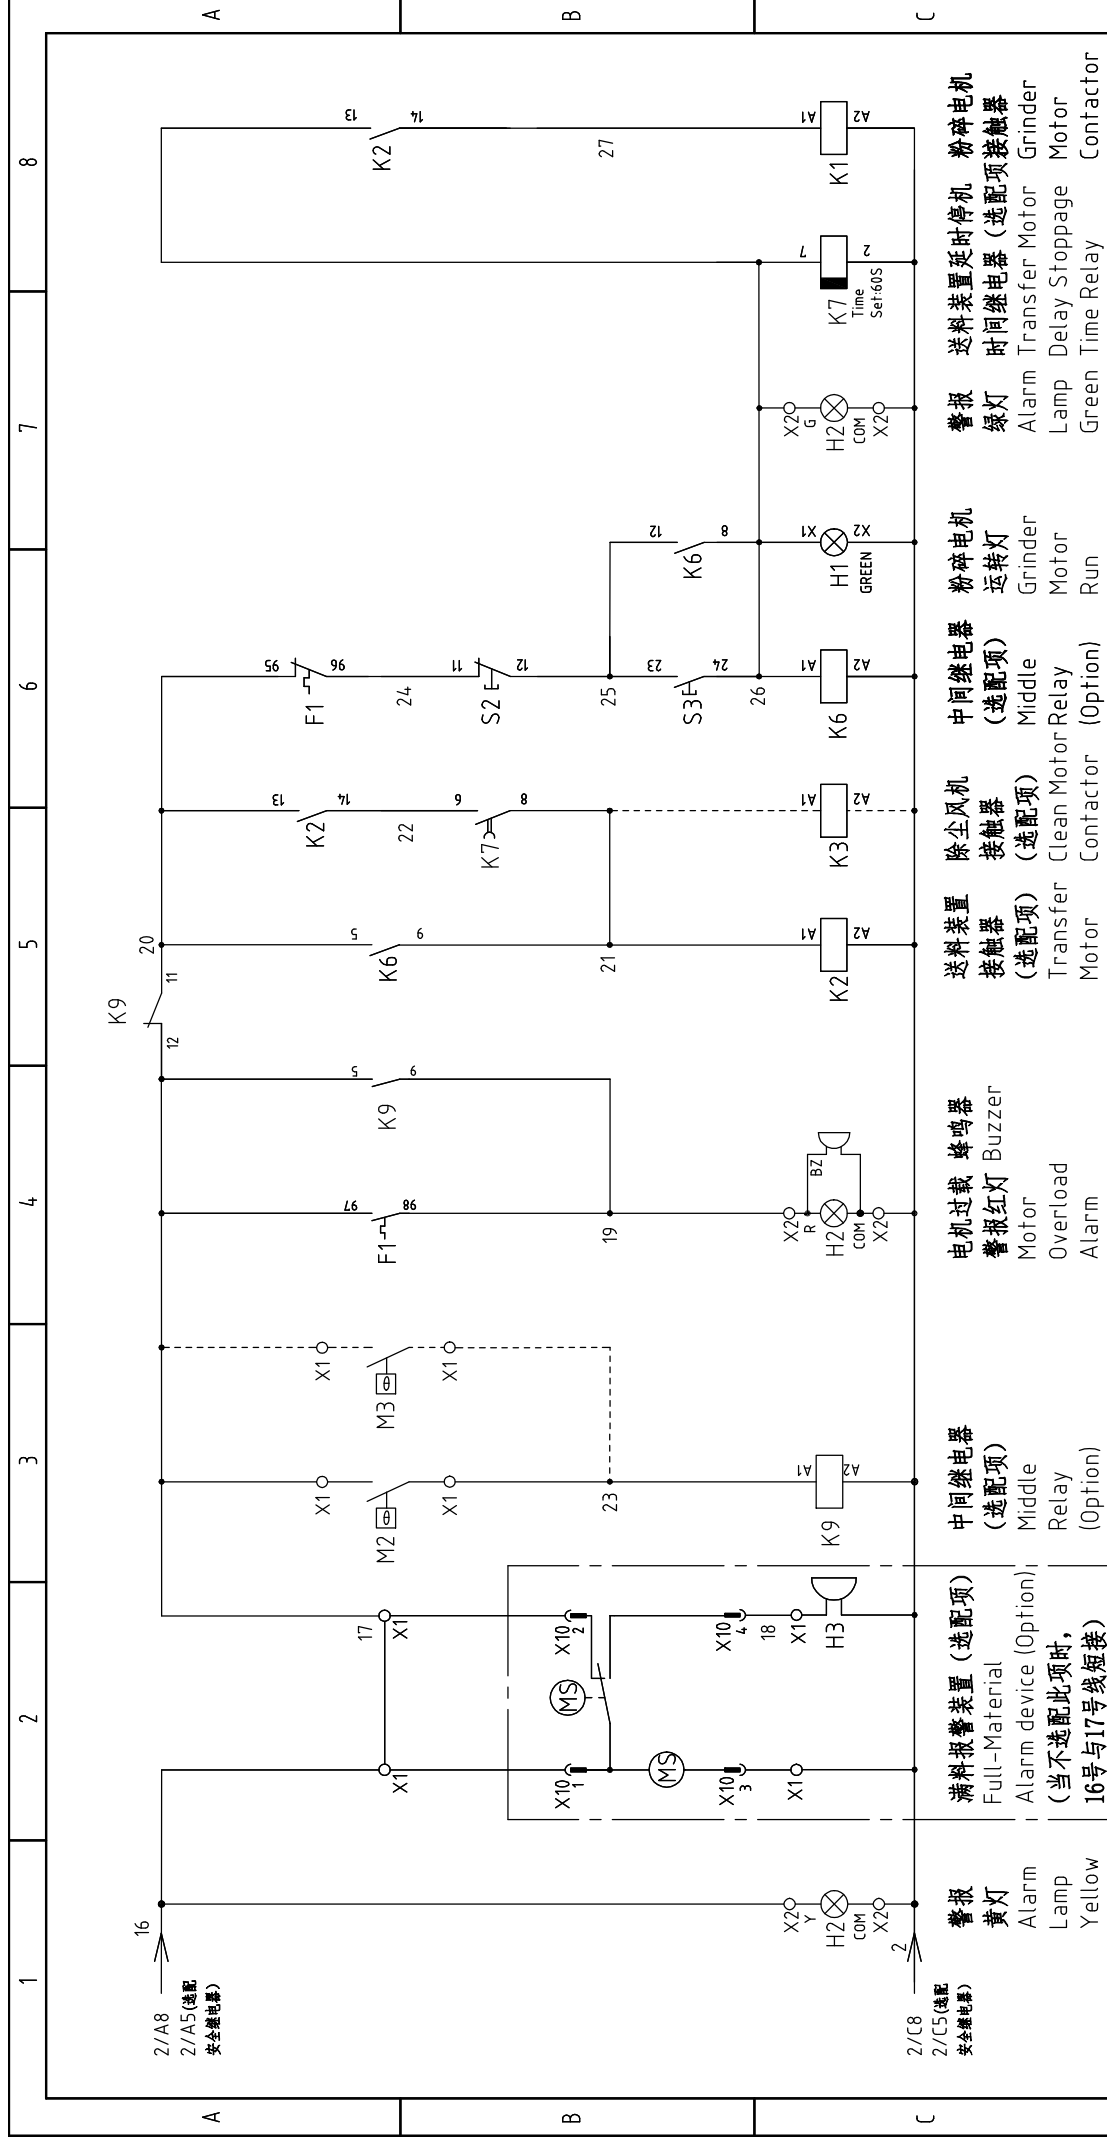 1
2
3
4
5
6
7
8
A
B
C
A
B
C
2/A8
2/A5(选配
安全继电器)
16
2/C8
2/C5(选配
安全继电器)
2
X2
Y
H2
COM
X2
警报
黄灯
Alarm
Lamp
Yellow
X1
17
X1
X10
1
X10
2
MS
MS
X10
3
X10
4
X1
18
X1
H3
满料报警装置(选配项)
Full-Material
Alarm device (Option)
(当不选配此项时,
16号与17号线短接)
X1
M2
θ
X1
X1
M3
θ
X1
23
A1
K9
A2
中间继电器
(选配项)
Middle
Relay
(Option)
97
F1
98
5
K9
9
19
X2
R
H2
COM
X2
BZ
电机过载
警报红灯
Motor
Overload
Alarm
蜂鸣器
Buzzer
K9
12
11
20
5
K6
9
21
A1
K2
A2
送料装置
接触器
(选配项)
Transfer
Motor
Contactor
13
K2
14
22
6
K7
8
A1
K3
A2
除尘风机
接触器
(选配项)
Clean Motor
Contactor
95
F1
96
24
11
S2
12
25
23
S3
24
26
A1
K6
A2
中间继电器
(选配项)
Middle
Relay
(Option)
12
K6
8
X1
H1
X2
GREEN
粉碎电机
运转灯
Grinder
Motor
Run
X2
G
H2
COM
X2
警报
绿灯
Alarm
Lamp
Green
7
K7
2
Time
Set:60S
送料装置延时停机
时间继电器(选配项
Transfer Motor
Delay Stoppage
Time Relay
13
K2
14
27
A1
K1
A2
粉碎电机
接触器
Grinder
Motor
Contactor